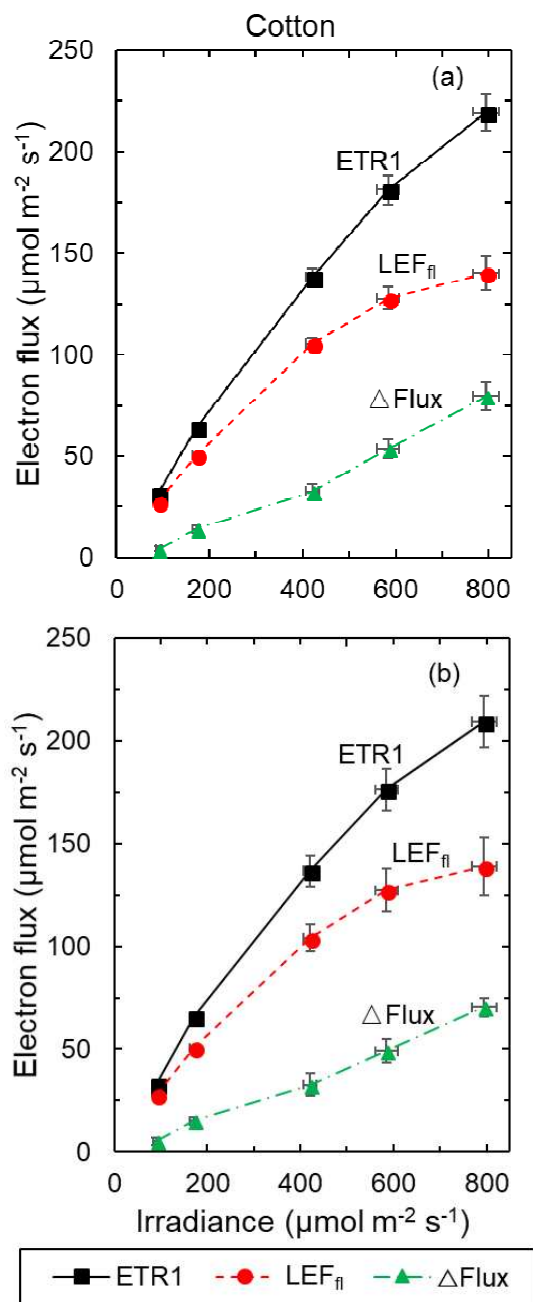 Cotton
(a)
250
200
150
100
50
0
0 200 400 600 800
Electron flux (µmol m⁻² s⁻¹)
ETR1
LEFfl
△Flux
(b)
250
200
150
100
50
0
0 200 400 600 800
Electron flux (µmol m⁻² s⁻¹)
ETR1
LEFfl
△Flux
Irradiance (µmol m⁻² s⁻¹)
ETR1 LEFfl △Flux